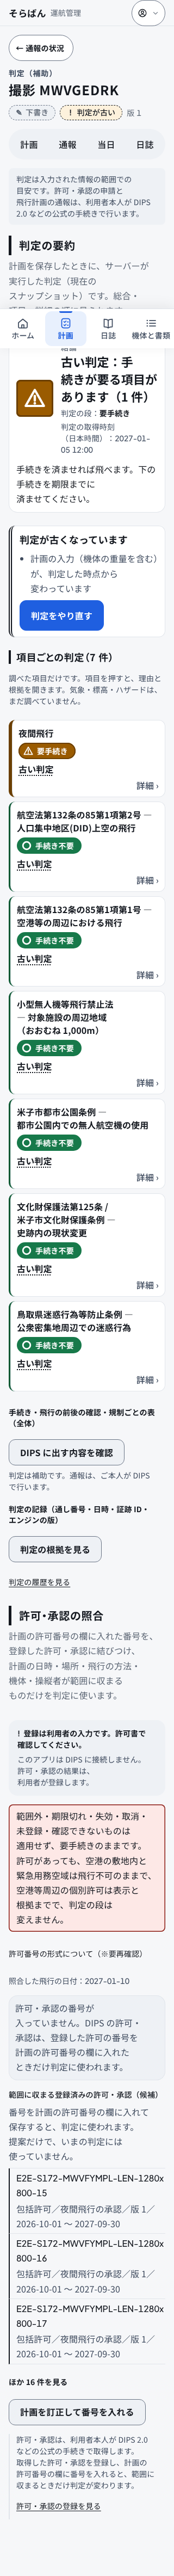 そらばん 運航管理
← 通報の状況
判定（補助）
撮影 MWVGEDRK
✎ 下書き ! 判定が古い 版 1
計画 通報 当日 日誌
判定は入力された情報の範囲での
目安です。許可・承認の申請と
飛行計画の通報は、利用者本人が DIPS
2.0 などの公式の手続きで行います。
判定の要約
計画を保存したときに、サーバーが
実行した判定（現在の
スナップショット）です。総合・
ホーム 計画 日誌 機体と書類
古い判定：手
続きが要る項目が
あります（1 件）
判定の段：要手続き
判定の取得時刻
（日本時間）：2027-01-
05 12:00
手続きを済ませれば飛べます。下の
手続きを期限までに
済ませてください。
判定が古くなっています
計画の入力（機体の重量を含む）
が、判定した時点から
変わっています
判定をやり直す
項目ごとの判定（7 件）
調べた項目だけです。項目を押すと、理由と
根拠を開きます。気象・標高・ハザードは、
まだ調べていません。
夜間飛行
要手続き
古い判定
詳細 ›
航空法第132条の85第1項第2号 —
人口集中地区(DID)上空の飛行
手続き不要
古い判定
詳細 ›
航空法第132条の85第1項第1号 —
空港等の周辺における飛行
手続き不要
古い判定
詳細 ›
小型無人機等飛行禁止法
— 対象施設の周辺地域
（おおむね 1,000m）
手続き不要
古い判定
詳細 ›
米子市都市公園条例 —
都市公園内での無人航空機の使用
手続き不要
古い判定
詳細 ›
文化財保護法第125条 /
米子市文化財保護条例 —
史跡内の現状変更
手続き不要
古い判定
詳細 ›
鳥取県迷惑行為等防止条例 —
公衆密集地周辺での迷惑行為
手続き不要
古い判定
詳細 ›
手続き・飛行の前後の確認・規制ごとの表
（全体）
DIPS に出す内容を確認
判定は補助です。通報は、ご本人が DIPS
で行います。
判定の記録（通し番号・日時・証跡 ID・
エンジンの版）
判定の根拠を見る
判定の履歴を見る
許可・承認の照合
計画の許可番号の欄に入れた番号を、
登録した許可・承認に結びつけ、
計画の日時・場所・飛行の方法・
機体・操縦者が範囲に収まる
ものだけを判定に使います。
! 登録は利用者の入力です。許可書で
確認してください。
このアプリは DIPS に接続しません。
許可・承認の結果は、
利用者が登録します。
範囲外・期限切れ・失効・取消・
未登録・確認できないものは
適用せず、要手続きのままです。
許可があっても、空港の敷地内と
緊急用務空域は飛行不可のままで、
空港等周辺の個別許可は表示と
根拠までで、判定の段は
変えません。
許可番号の形式について（※要再確認）
照合した飛行の日付：2027-01-10
許可・承認の番号が
入っていません。DIPS の許可・
承認は、登録した許可の番号を
計画の許可番号の欄に入れた
ときだけ判定に使われます。
範囲に収まる登録済みの許可・承認（候補）
番号を計画の許可番号の欄に入れて
保存すると、判定に使われます。
提案だけで、いまの判定には
使っていません。
E2E-S172-MWVFYMPL-LEN-1280x
800-15
包括許可／夜間飛行の承認／版 1／
2026-10-01 〜 2027-09-30
E2E-S172-MWVFYMPL-LEN-1280x
800-16
包括許可／夜間飛行の承認／版 1／
2026-10-01 〜 2027-09-30
E2E-S172-MWVFYMPL-LEN-1280x
800-17
包括許可／夜間飛行の承認／版 1／
2026-10-01 〜 2027-09-30
ほか 16 件を見る
計画を訂正して番号を入れる
許可・承認は、利用者本人が DIPS 2.0
などの公式の手続きで取得します。
取得した許可・承認を登録し、計画の
許可番号の欄に番号を入れると、範囲に
収まるときだけ判定が変わります。
許可・承認の登録を見る